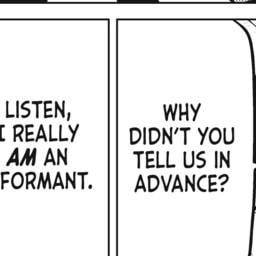 LISTEN,
I REALLY
AM AN
FORMANT.
WHY
DIDN'T YOU
TELL US IN
ADVANCE?